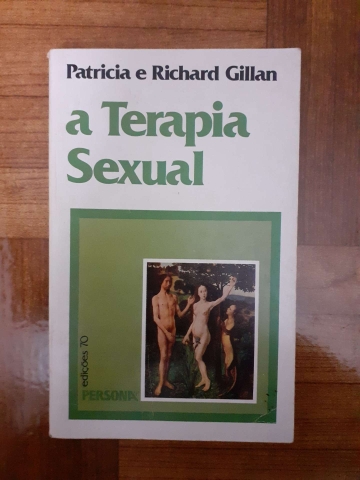 Patricia e Richard Gillan
a Terapia
Sexual
edições 70
PERSONA